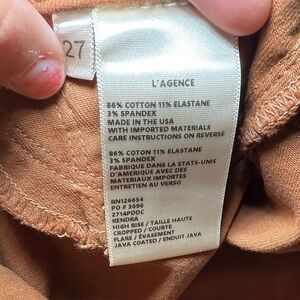 27
L'AGENCE
86% COTTON 11% ELASTANE
3% SPANDEX
MADE IN THE USA
WITH IMPORTED MATERIALS
CARE INSTRUCTIONS ON REVERSE
86% COTON 11% ELASTANE
3% SPANDEX
FABRIQUE DANS LA ETATS-UNIS
D'AMERIQUE AVEC DES
MATERIAUX IMPORTES
ENTRETIEN AU VERSO
RN126654
PO # 3686
2714PDDC
KENDRA
HIGH RISE / TAILLE HAUTE
CROPPED / COURTE
FLARE / ÉVASEMENT
JAVA COATED / ENDUIT JAVA